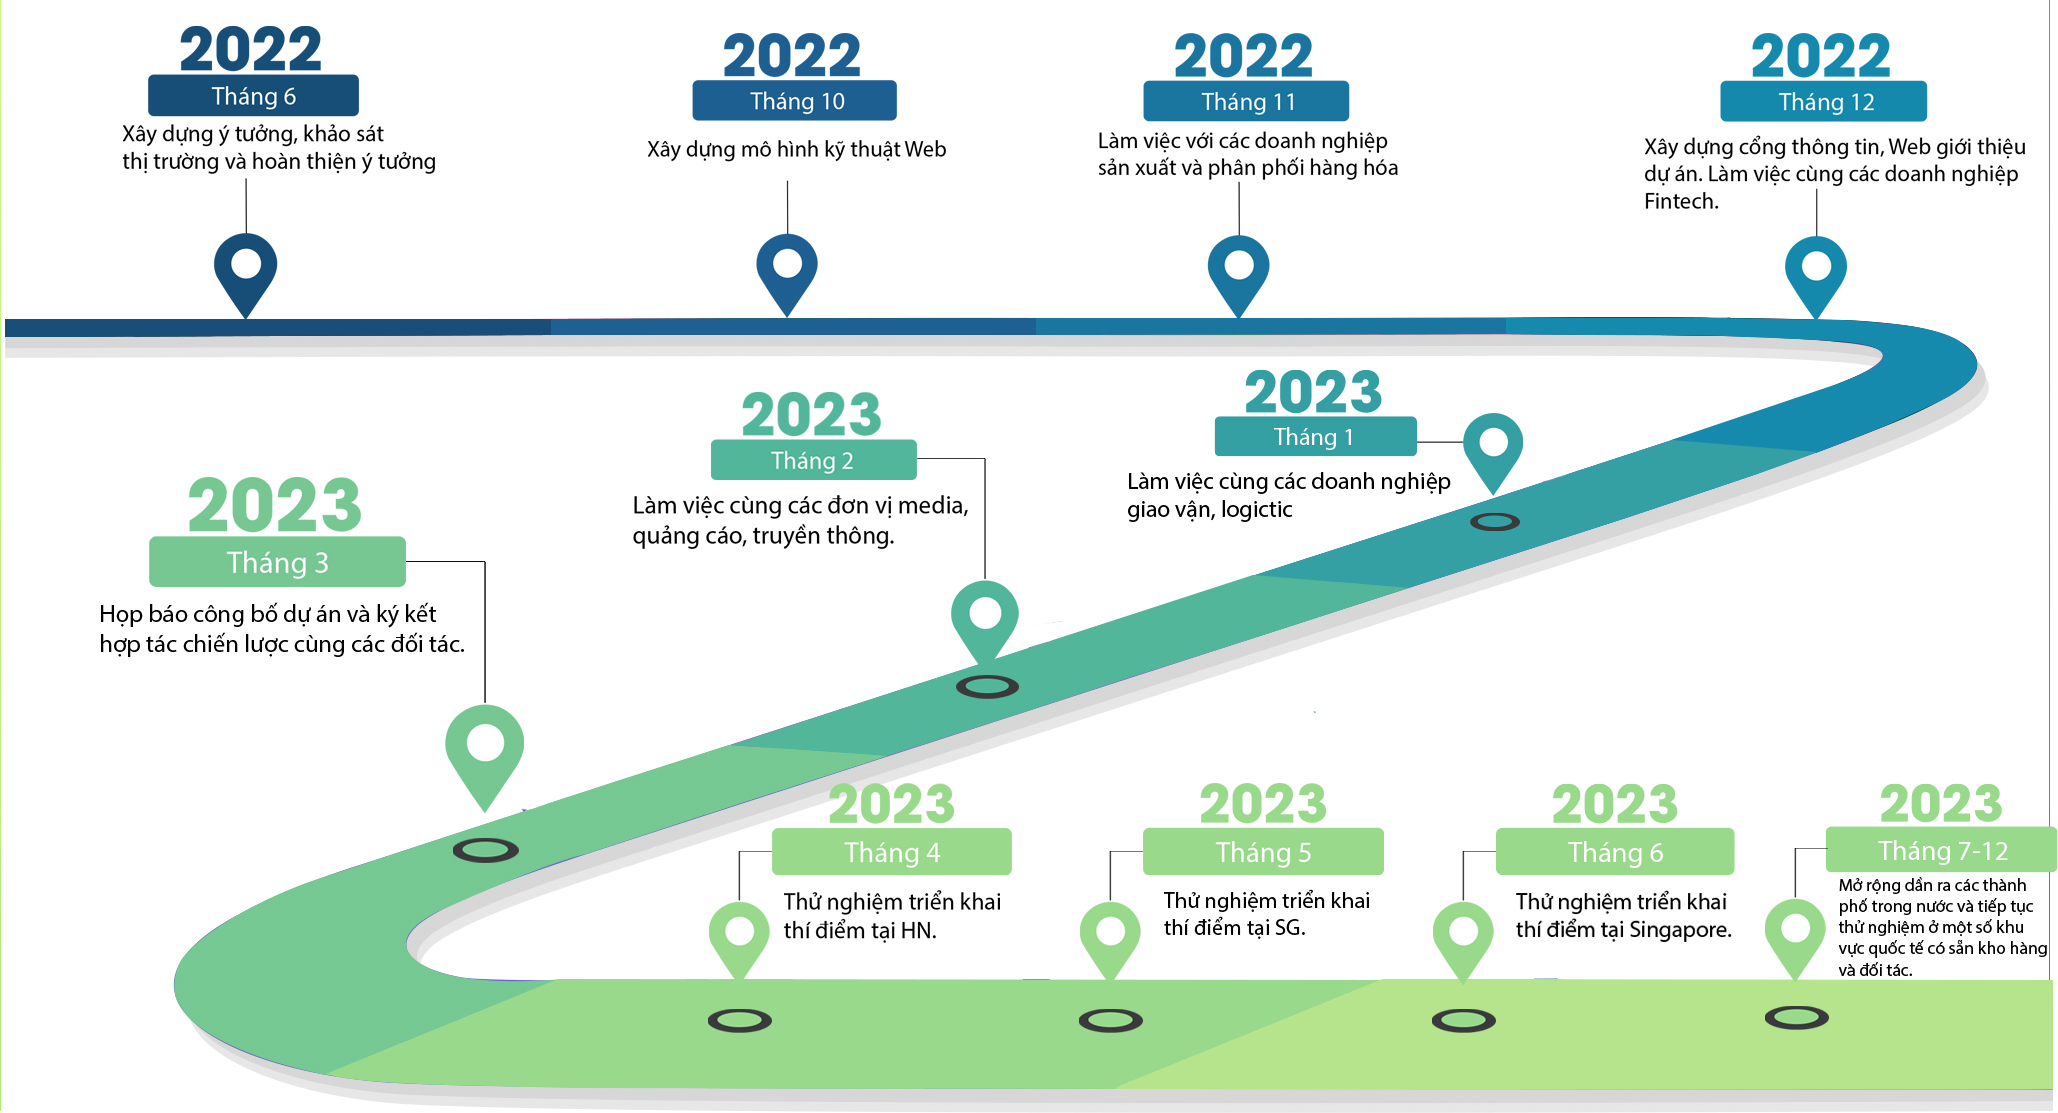 2022
Tháng 6
Xây dựng ý tưởng, khảo sát
thị trường và hoàn thiện ý tưởng
2022
Tháng 10
Xây dựng mô hình kỹ thuật Web
2022
Tháng 11
Làm việc với các doanh nghiệp
sản xuất và phân phối hàng hóa
2022
Tháng 12
Xây dựng cổng thông tin, Web giới thiệu
dự án. Làm việc cùng các doanh nghiệp
Fintech.
2023
Tháng 1
Làm việc cùng các doanh nghiệp
giao vận, logictic
2023
Tháng 2
Làm việc cùng các đơn vị media,
quảng cáo, truyền thông.
2023
Tháng 3
Họp báo công bố dự án và ký kết
hợp tác chiến lược cùng các đối tác.
2023
Tháng 4
Thử nghiệm triển khai
thí điểm tại HN.
2023
Tháng 5
Thử nghiệm triển khai
thí điểm tại SG.
2023
Tháng 6
Thử nghiệm triển khai
thí điểm tại Singapore.
2023
Tháng 7-12
Mở rộng dần ra các thành
phố trong nước và tiếp tục
thử nghiệm ở một số khu
vực quốc tế có sẵn kho hàng
và đối tác.